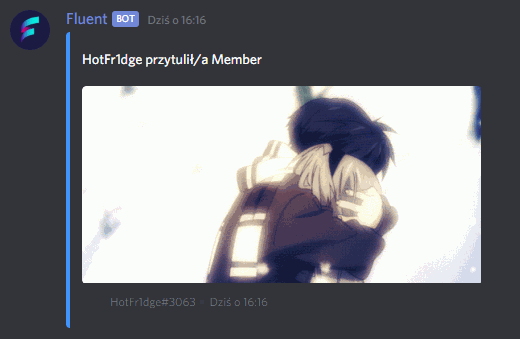 Fluent BOT Dziś o 16:16
HotFr1dge przytulił/a Member
HotFr1dge#3063 · Dziś o 16:16